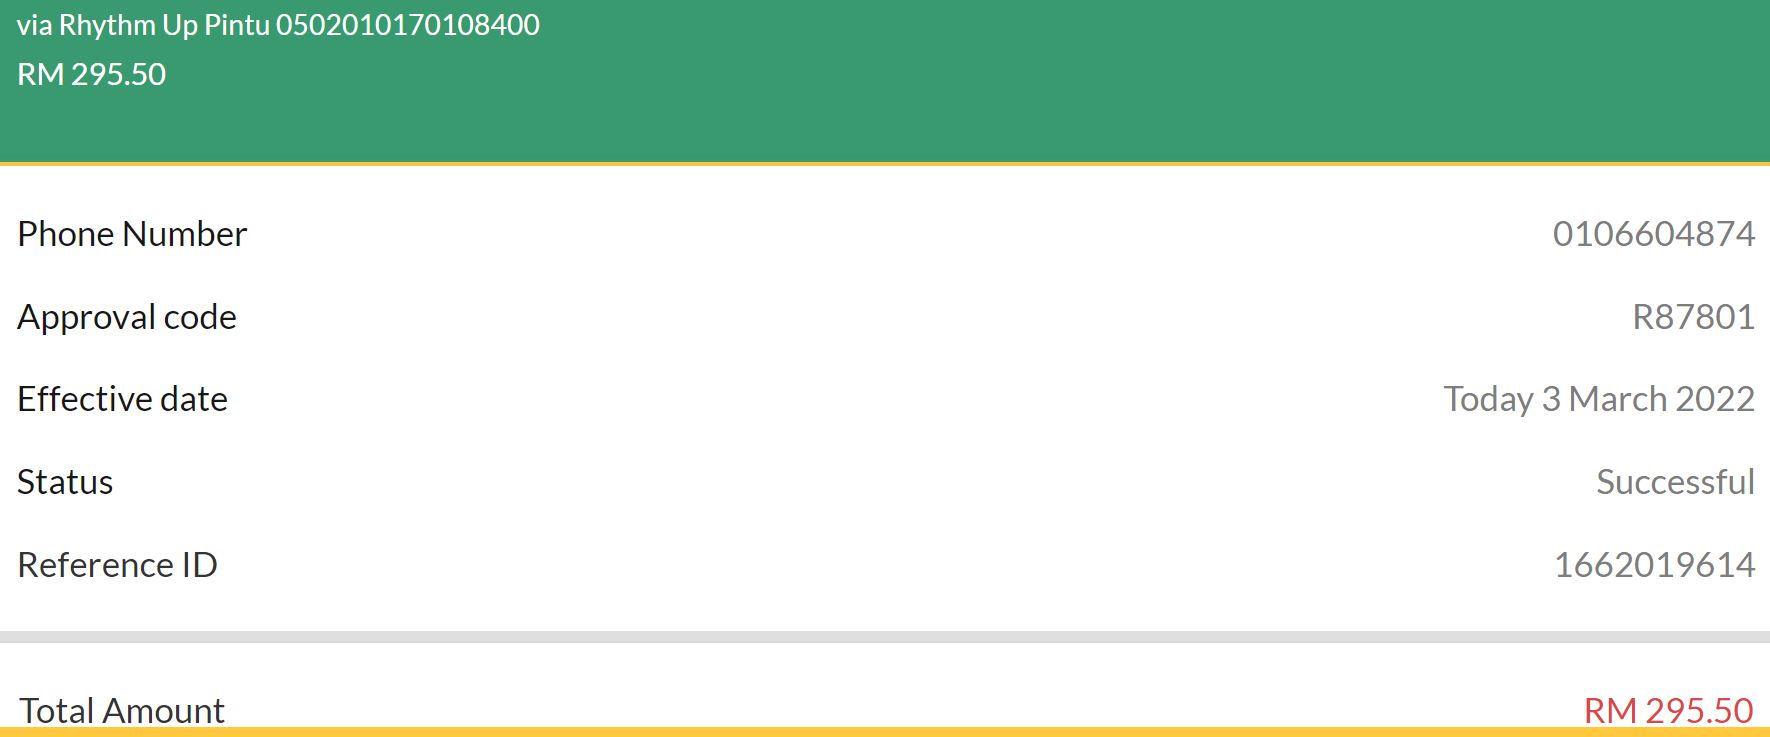 via Rhythm Up Pintu 0502010170108400
RM 295.50
Phone Number 0106604874
Approval code R87801
Effective date Today 3 March 2022
Status Successful
Reference ID 1662019614
Total Amount RM 295.50